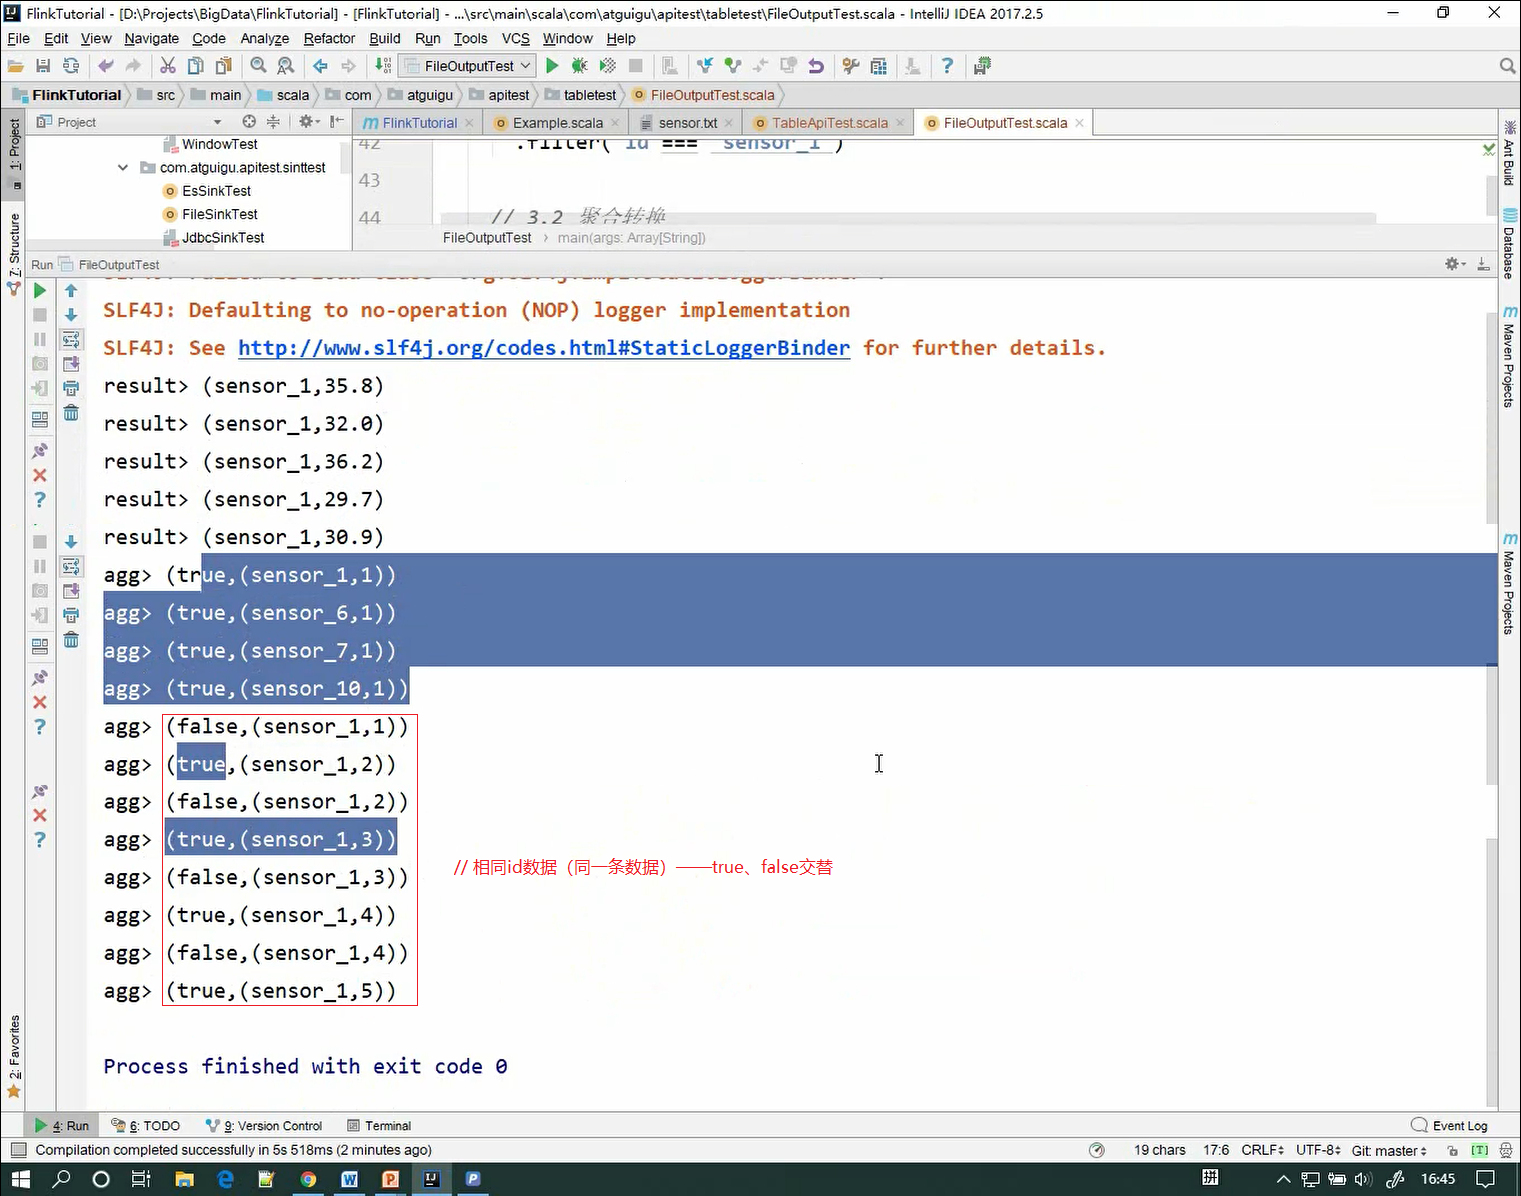 FlinkTutorial - [D:\Projects\BigData\FlinkTutorial] - [FlinkTutorial] - ...\src\main\scala\com\atguigu\apitest\tabletest\FileOutputTest.scala - IntelliJ IDEA 2017.2.5
File Edit View Navigate Code Analyze Refactor Build Run Tools VCS Window Help
FileOutputTest
FlinkTutorial src main scala com atguigu apitest tabletest FileOutputTest.scala
Project
FlinkTutorial Example.scala sensor.txt TableApiTest.scala FileOutputTest.scala
WindowTest
com.atguigu.apitest.sinttest
EsSinkTest
FileSinkTest
JdbcSinkTest
42 .filter( id === sensor_1 )
43
44 // 3.2 聚合转换
FileOutputTest › main(args: Array[String])
1: Project
7: Structure
2: Favorites
Ant Build
Database
Maven Projects
Maven Projects
Run FileOutputTest
SLF4J: Defaulting to no-operation (NOP) logger implementation
SLF4J: See http://www.slf4j.org/codes.html#StaticLoggerBinder for further details.
result> (sensor_1,35.8)
result> (sensor_1,32.0)
result> (sensor_1,36.2)
result> (sensor_1,29.7)
result> (sensor_1,30.9)
agg> (true,(sensor_1,1))
agg> (true,(sensor_6,1))
agg> (true,(sensor_7,1))
agg> (true,(sensor_10,1))
agg> (false,(sensor_1,1))
agg> (true,(sensor_1,2))
agg> (false,(sensor_1,2))
agg> (true,(sensor_1,3))
// 相同id数据（同一条数据）——true、false交替
agg> (false,(sensor_1,3))
agg> (true,(sensor_1,4))
agg> (false,(sensor_1,4))
agg> (true,(sensor_1,5))
Process finished with exit code 0
4: Run 6: TODO 9: Version Control Terminal Event Log
Compilation completed successfully in 5s 518ms (2 minutes ago) 19 chars 17:6 CRLF UTF-8 Git: master [T]
拼 16:45